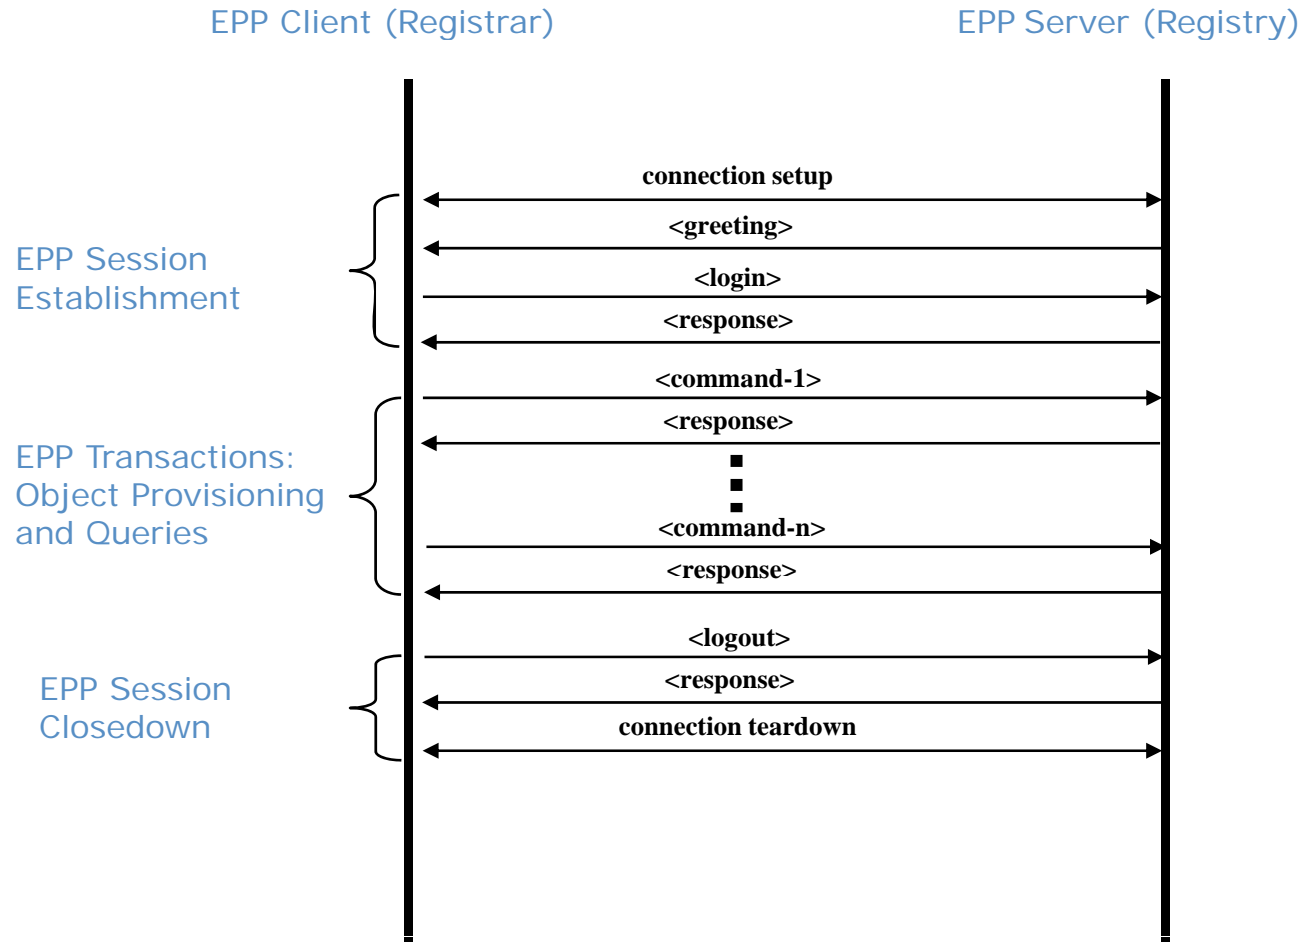 EPP Client (Registrar)
EPP Server (Registry)
connection setup
<greeting>
EPP Session
Establishment
<login>
<response>
<command-1>
<response>
EPP Transactions:
Object Provisioning
and Queries
<command-n>
<response>
<logout>
EPP Session
Closedown
<response>
connection teardown